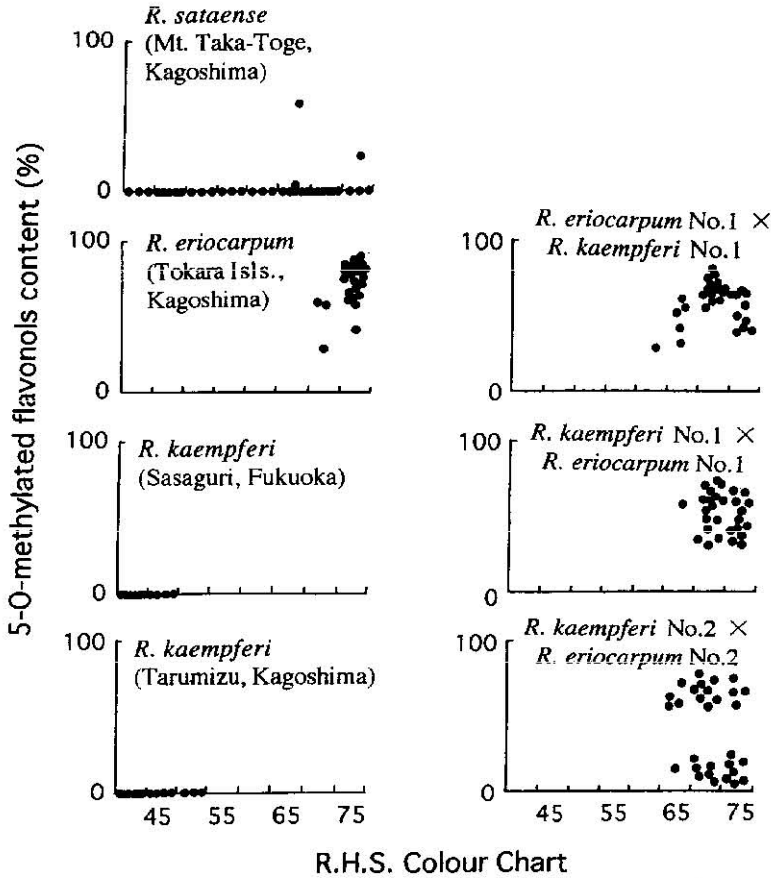 5-O-methylated flavonols content (%)
R. sataense
(Mt. Taka-Toge,
Kagoshima)
100
0
R. eriocarpum
(Tokara Isls.,
Kagoshima)
100
0
R. kaempferi
(Sasaguri, Fukuoka)
100
0
R. kaempferi
(Tarumizu, Kagoshima)
100
0
45 55 65 75
R. eriocarpum No.1 ×
R. kaempferi No.1
100
0
R. kaempferi No.1 ×
R. eriocarpum No.1
100
0
R. kaempferi No.2 ×
R. eriocarpum No.2
100
0
45 55 65 75
R.H.S. Colour Chart